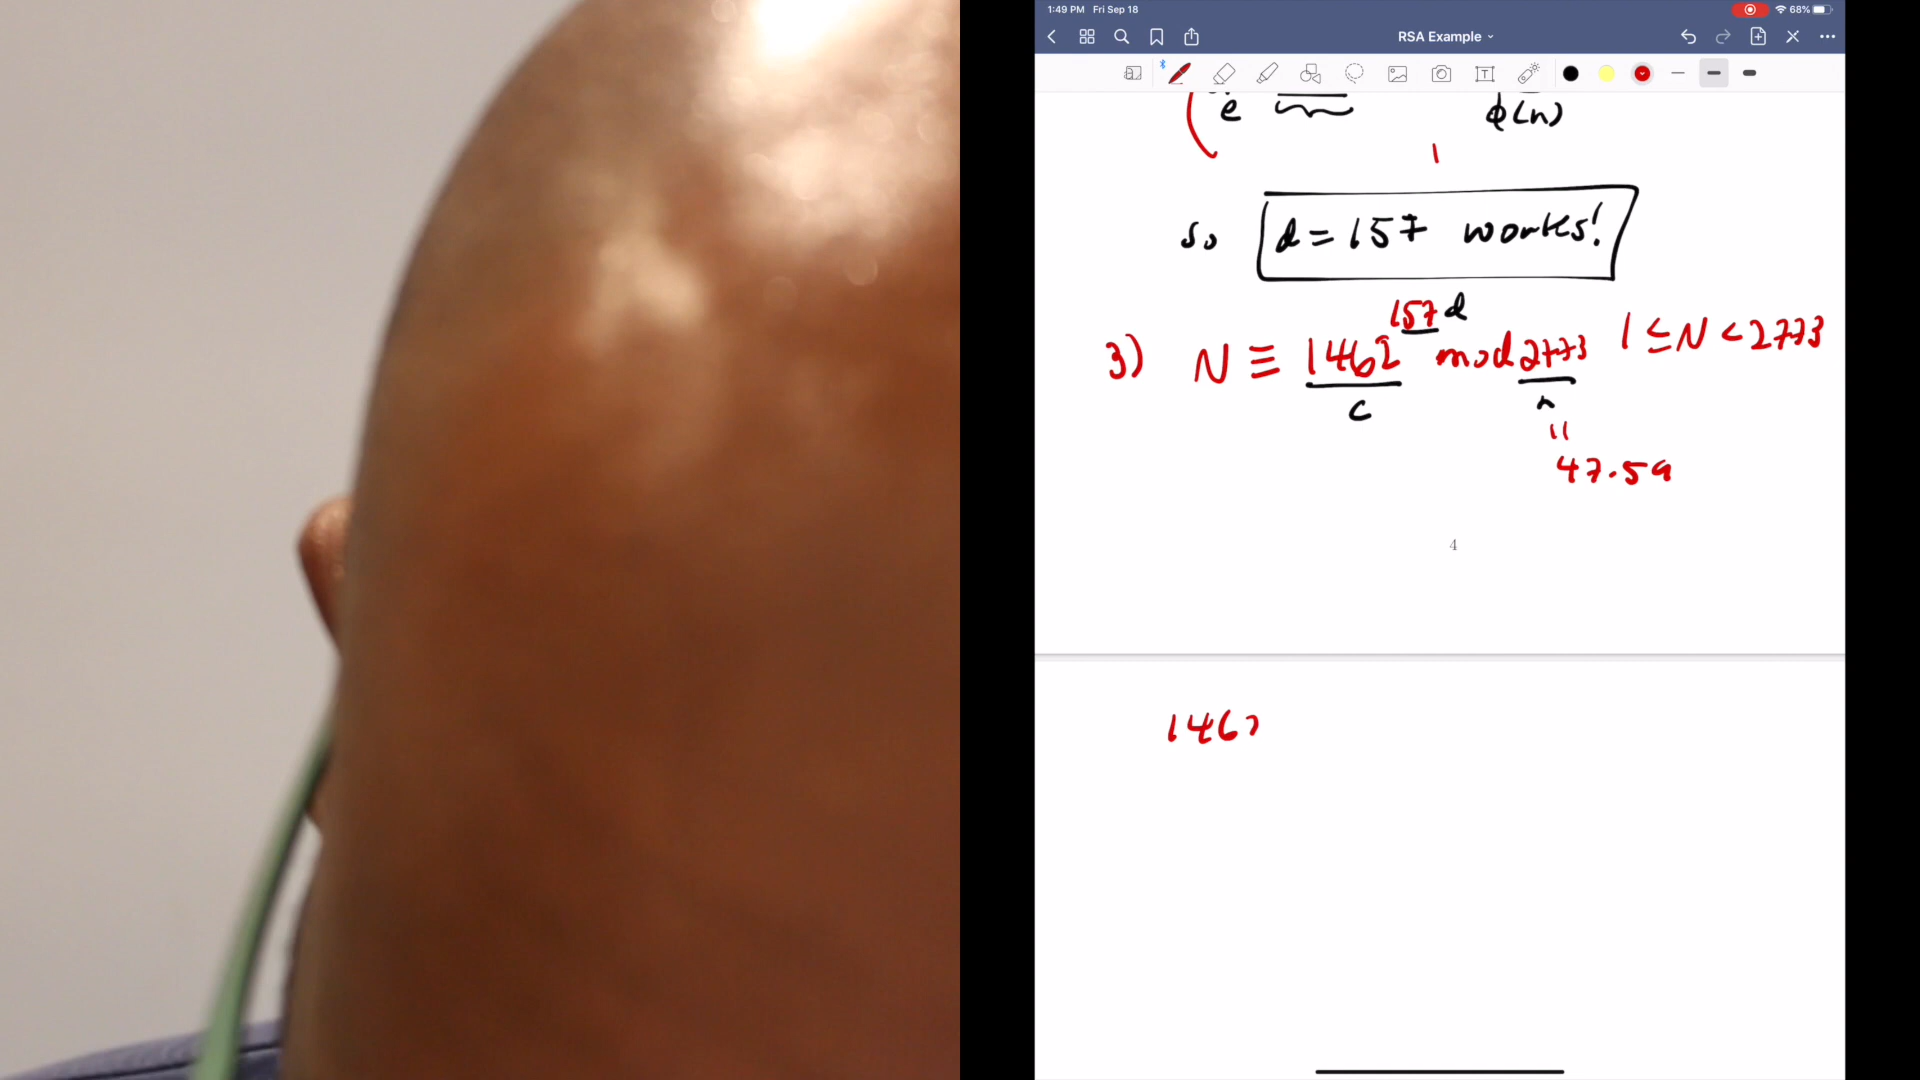 1:49 PM Fri Sep 18
68%
RSA Example
e
ϕ(n)
so d = 157 works!
3) N ≡ 1462^157 d mod 2773 1 ≤ N < 2773
c
n
||
47·59
4
1462